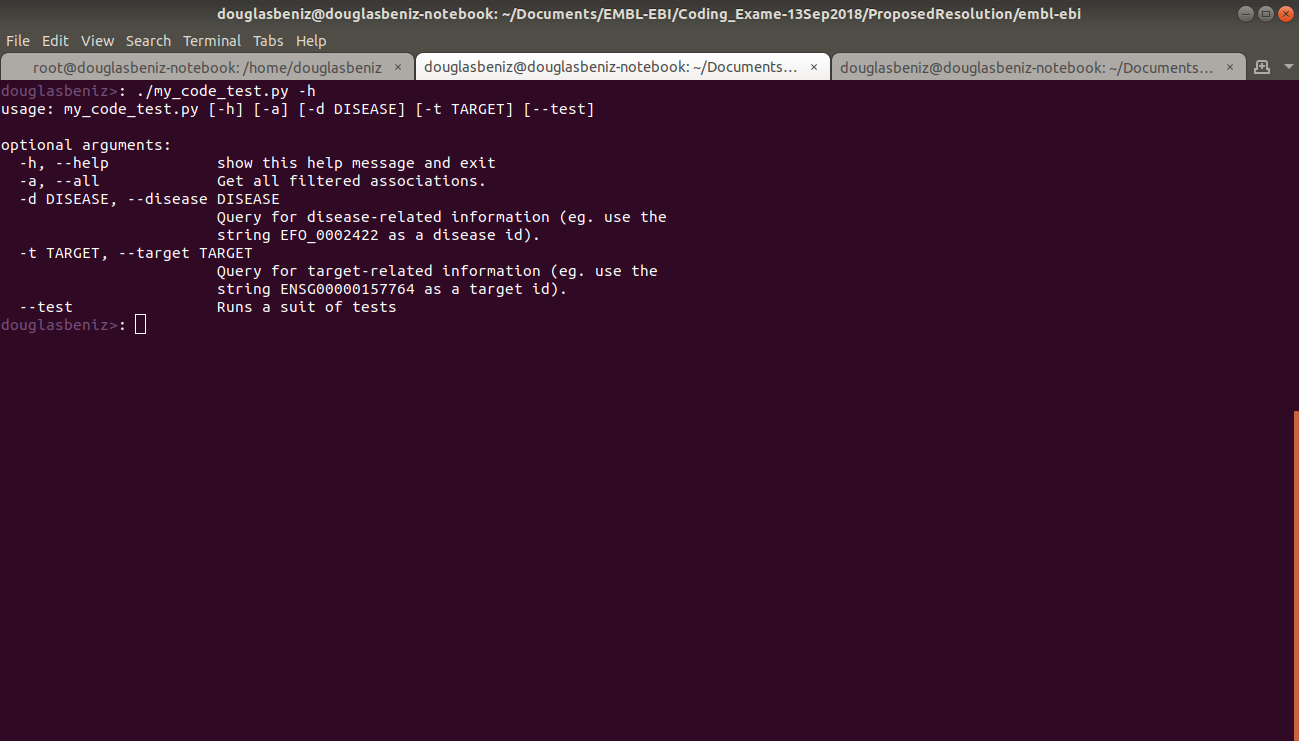 douglasbeniz@douglasbeniz-notebook: ~/Documents/EMBL-EBI/Coding_Exame-13Sep2018/ProposedResolution/embl-ebi
File Edit View Search Terminal Tabs Help
root@douglasbeniz-notebook: /home/douglasbeniz × douglasbeniz@douglasbeniz-notebook: ~/Documents... × douglasbeniz@douglasbeniz-notebook: ~/Documents... ×
douglasbeniz>: ./my_code_test.py -h
usage: my_code_test.py [-h] [-a] [-d DISEASE] [-t TARGET] [--test]
optional arguments:
-h, --help show this help message and exit
-a, --all Get all filtered associations.
-d DISEASE, --disease DISEASE
Query for disease-related information (eg. use the
string EFO_0002422 as a disease id).
-t TARGET, --target TARGET
Query for target-related information (eg. use the
string ENSG00000157764 as a target id).
--test Runs a suit of tests
douglasbeniz>: